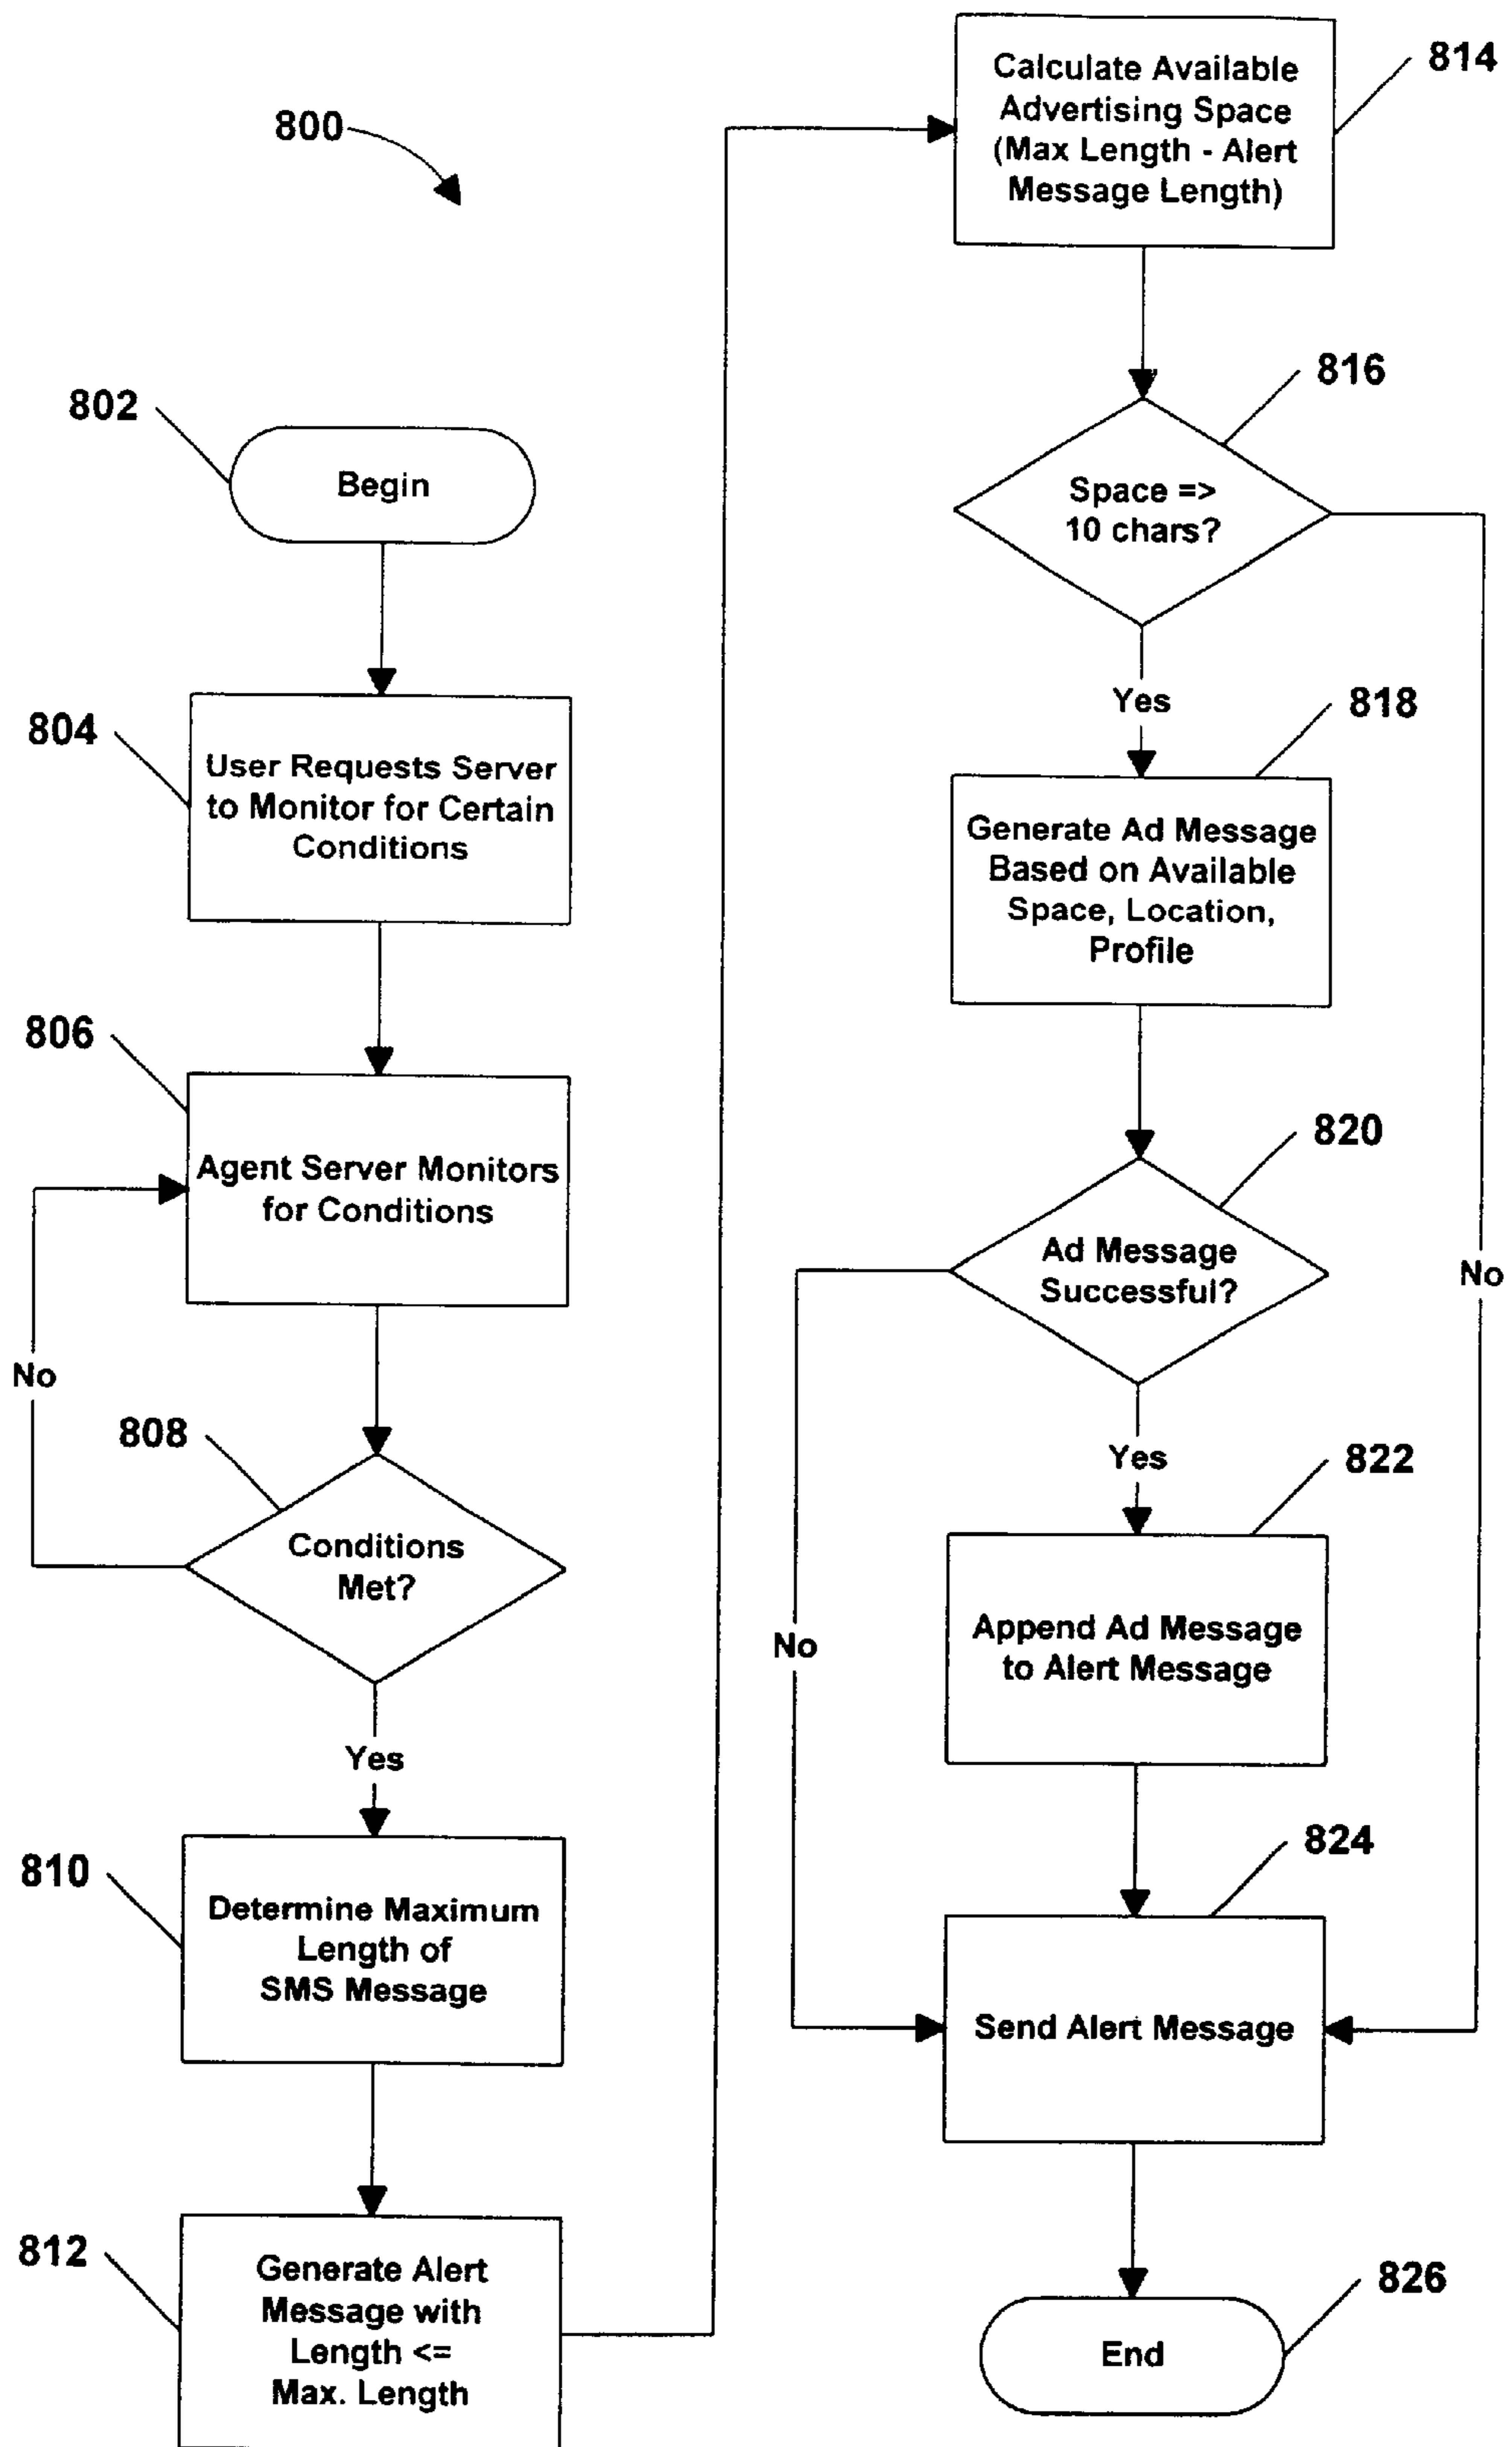 800
802
Begin
804
User Requests Server
to Monitor for Certain
Conditions
806
Agent Server Monitors
for Conditions
No
808
Conditions
Met?
Yes
810
Determine Maximum
Length of
SMS Message
812
Generate Alert
Message with
Length <=
Max. Length
814
Calculate Available
Advertising Space
(Max Length - Alert
Message Length)
816
Space =>
10 chars?
Yes
No
818
Generate Ad Message
Based on Available
Space, Location,
Profile
820
Ad Message
Successful?
No
Yes
822
Append Ad Message
to Alert Message
824
Send Alert Message
826
End